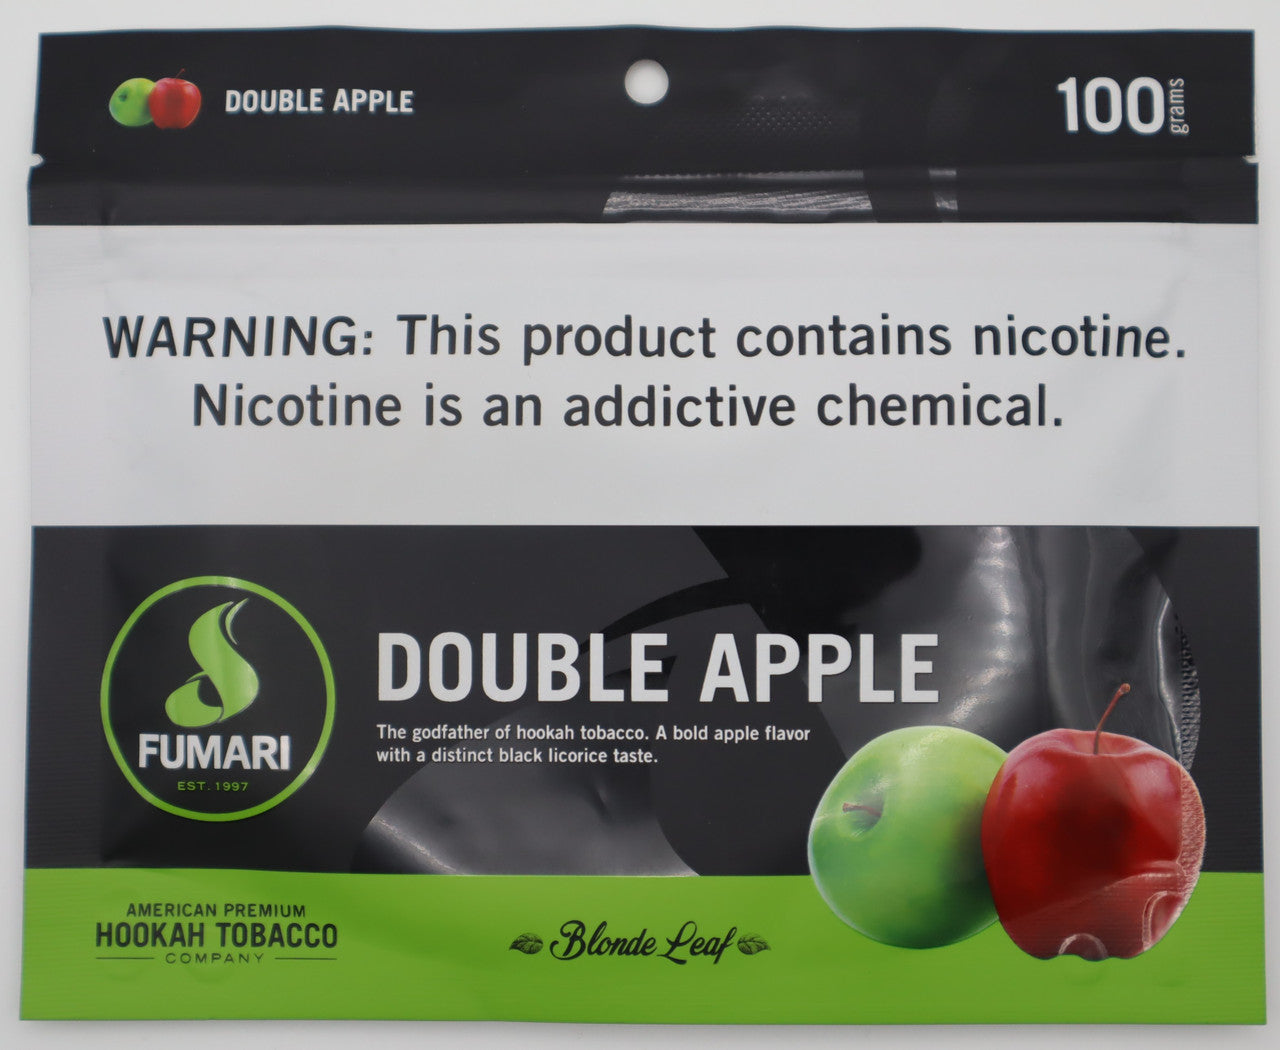 DOUBLE APPLE
100 grams
WARNING: This product contains nicotine.
Nicotine is an addictive chemical.
FUMARI
EST. 1997
DOUBLE APPLE
The godfather of hookah tobacco. A bold apple flavor
with a distinct black licorice taste.
AMERICAN PREMIUM
HOOKAH TOBACCO
COMPANY
Blonde Leaf